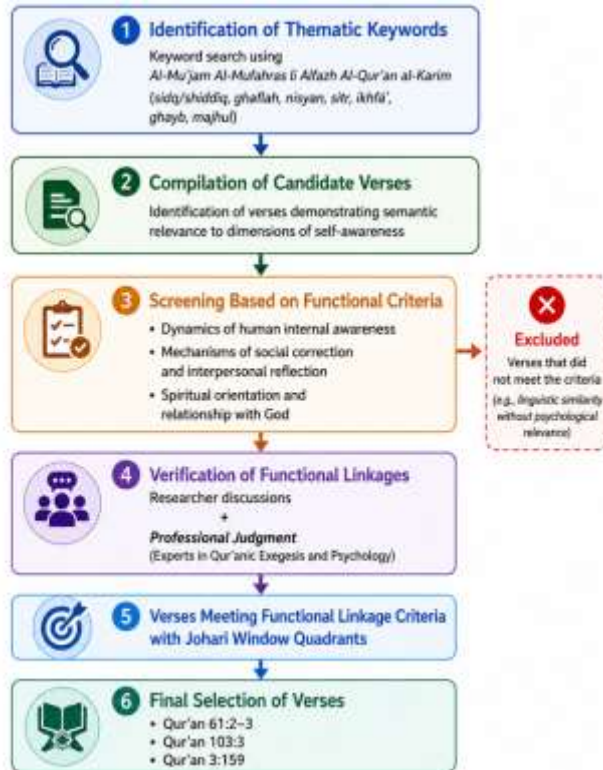 1 Identification of Thematic Keywords
Keyword search using
Al-Mu'jam Al-Mufahras li Alfazh Al-Qur'an al-Karim
(sidq/shiddiq, ghaflah, nisyan, sitr, ikhfā',
ghayb, majhul)
2 Compilation of Candidate Verses
Identification of verses demonstrating semantic
relevance to dimensions of self-awareness
3 Screening Based on Functional Criteria
• Dynamics of human internal awareness
• Mechanisms of social correction
and interpersonal reflection
• Spiritual orientation and
relationship with God
Excluded
Verses that did
not meet the criteria
(e.g., linguistic similarity
without psychological
relevance)
4 Verification of Functional Linkages
Researcher discussions
+
Professional Judgment
(Experts in Qur'anic Exegesis and Psychology)
5 Verses Meeting Functional Linkage Criteria
with Johari Window Quadrants
6 Final Selection of Verses
• Qur'an 61:2–3
• Qur'an 103:3
• Qur'an 3:159